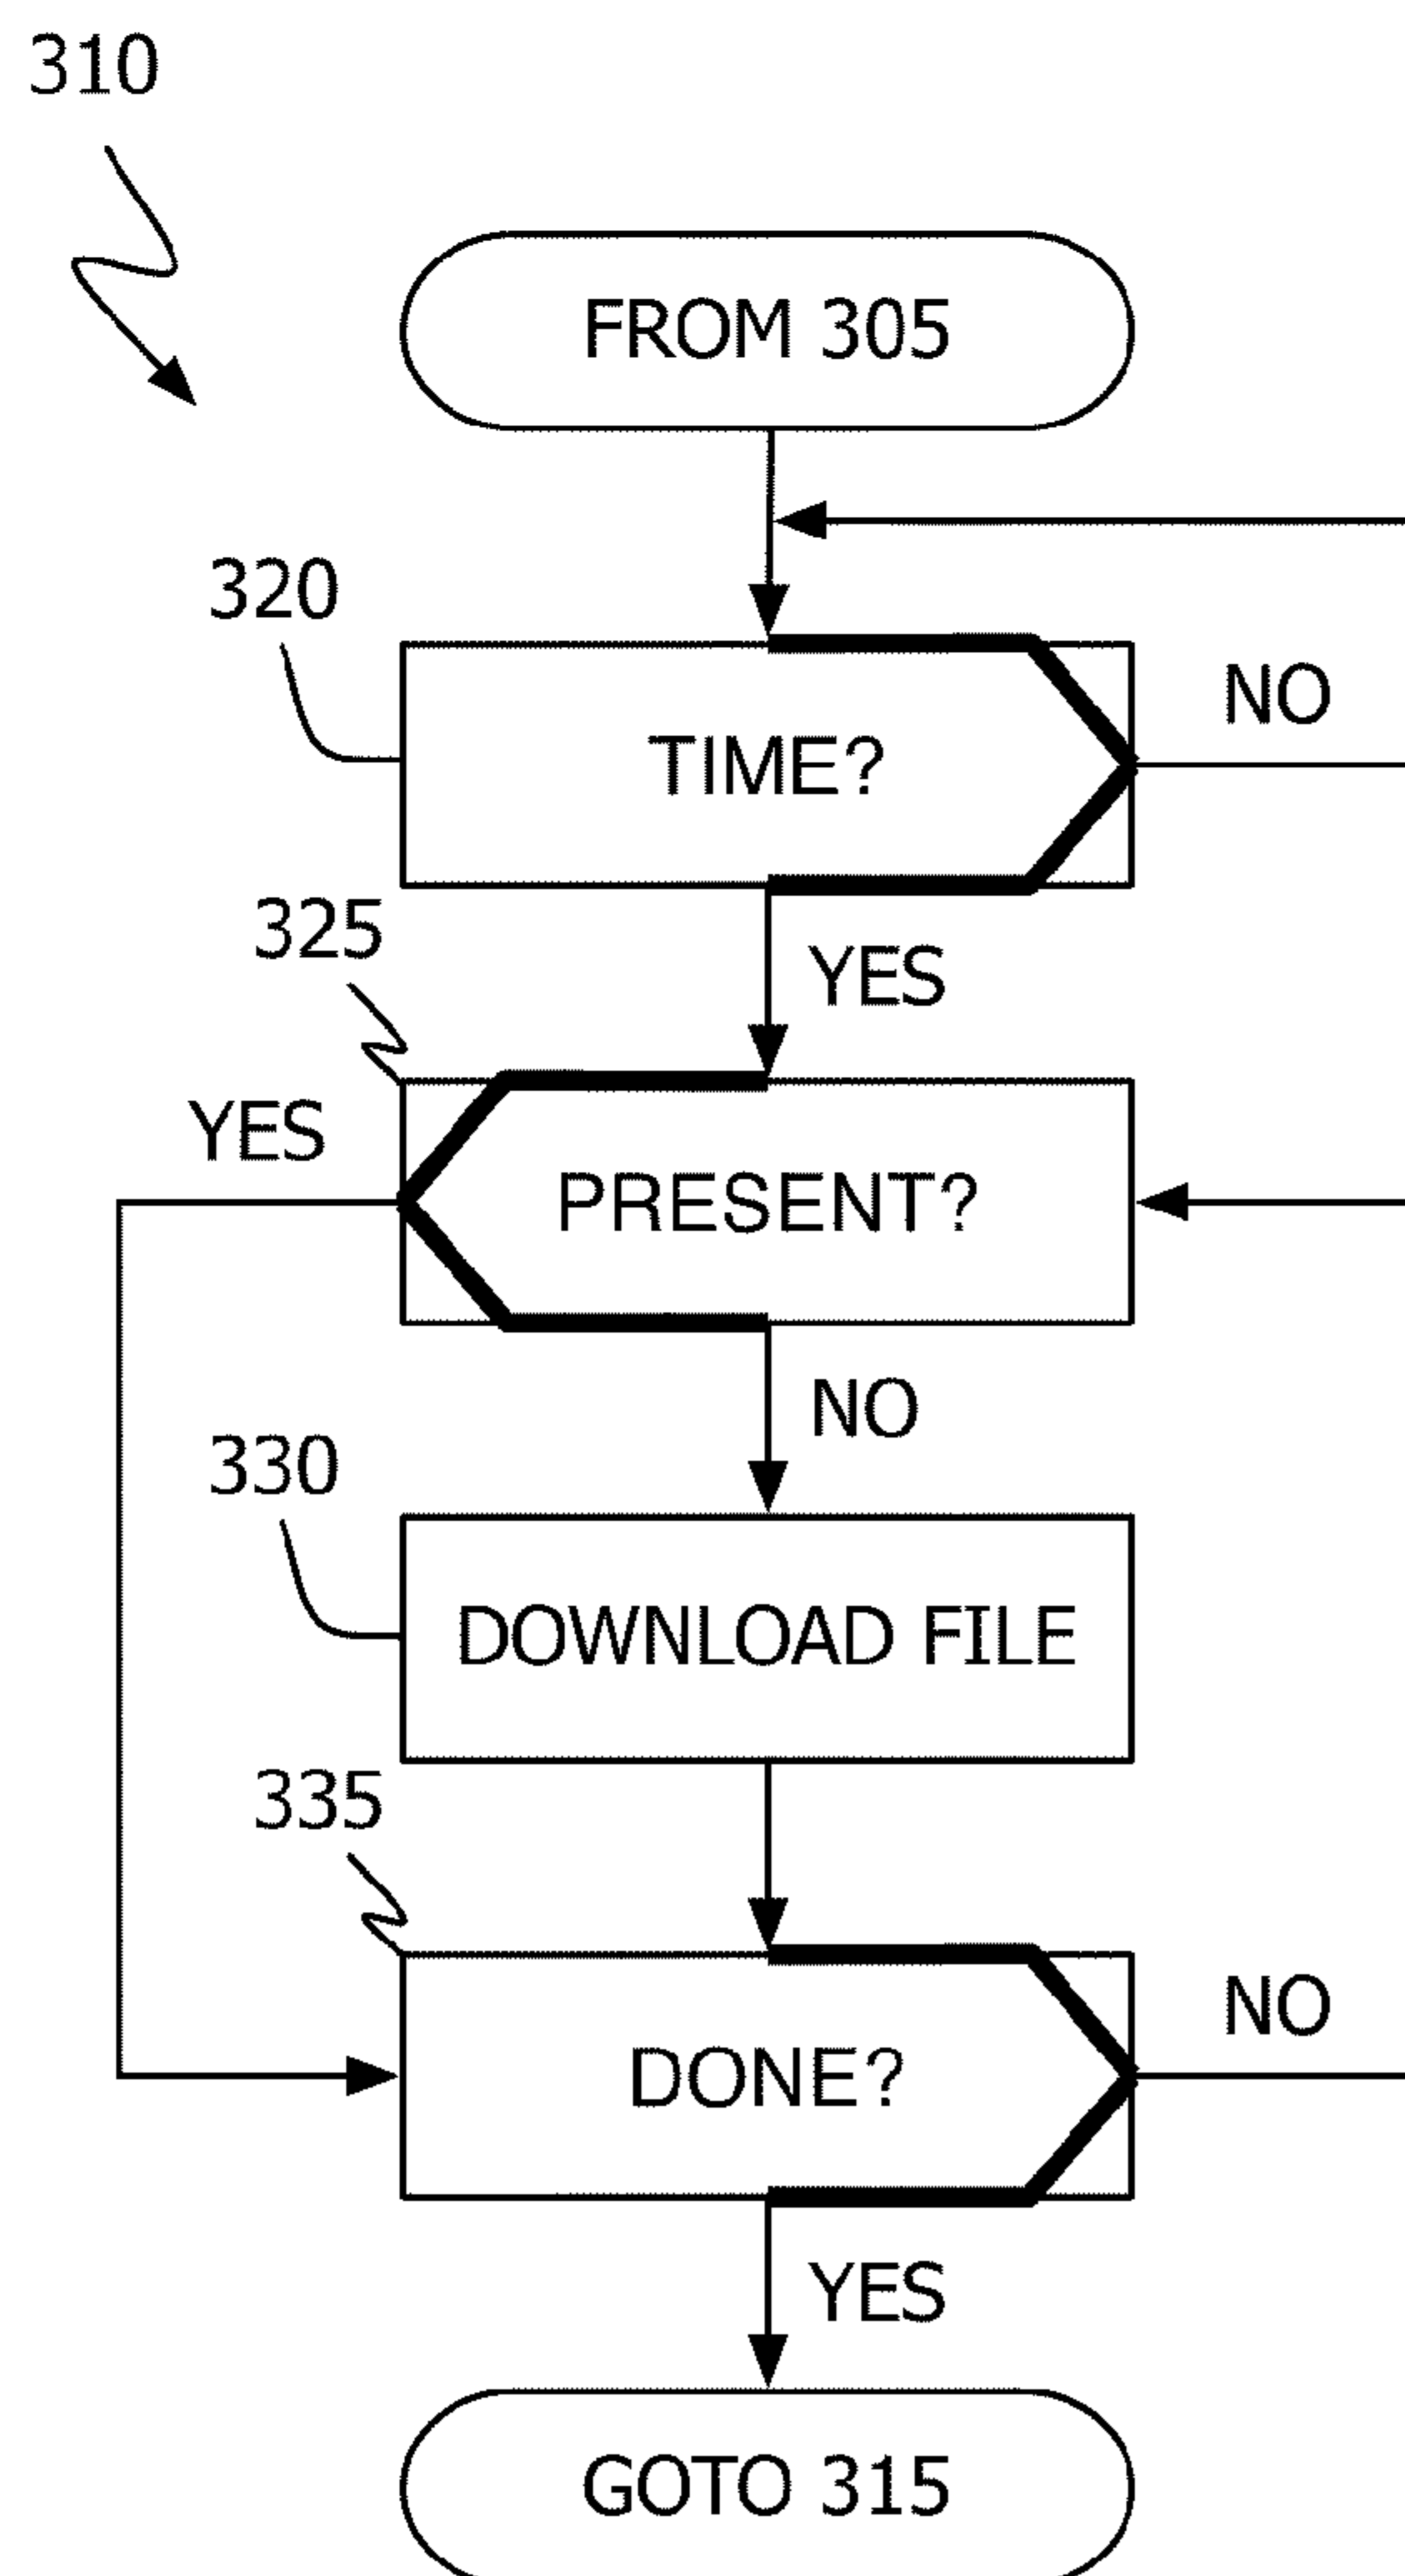 310
FROM 305
320
TIME?
NO
325
YES
YES
PRESENT?
NO
330
DOWNLOAD FILE
335
DONE?
NO
YES
GOTO 315